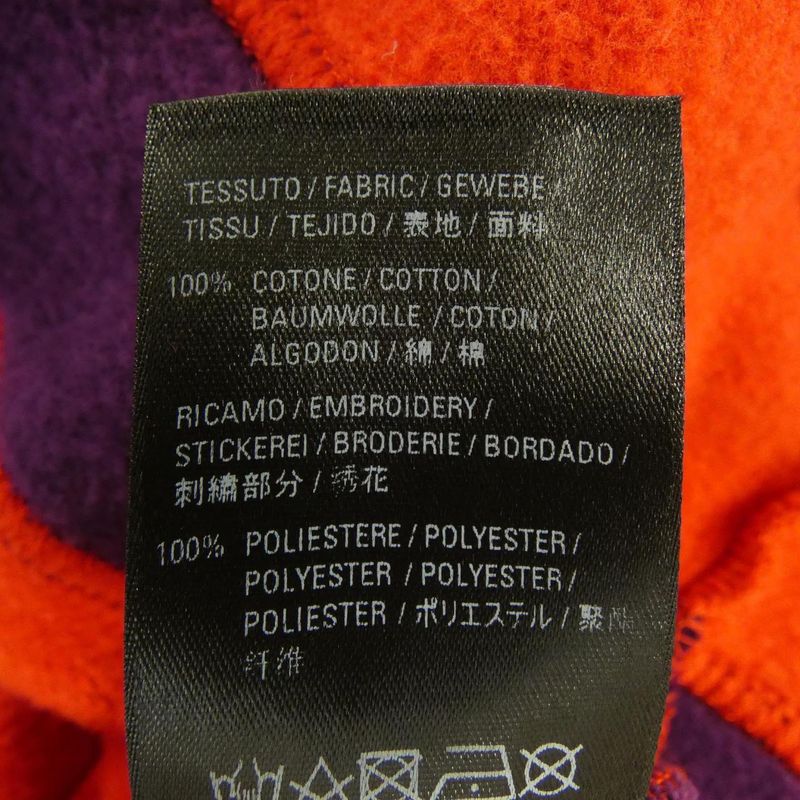 TESSUTO / FABRIC / GEWEBE /
TISSU / TEJIDO / 表地 / 面料
100% COTONE / COTTON /
BAUMWOLLE / COTON /
ALGODON / 綿 / 棉
RICAMO / EMBROIDERY /
STICKEREI / BRODERIE / BORDADO /
刺繍部分 / 绣花
100% POLIESTERE / POLYESTER /
POLYESTER / POLYESTER /
POLIESTER / ポリエステル / 聚酯
纤维